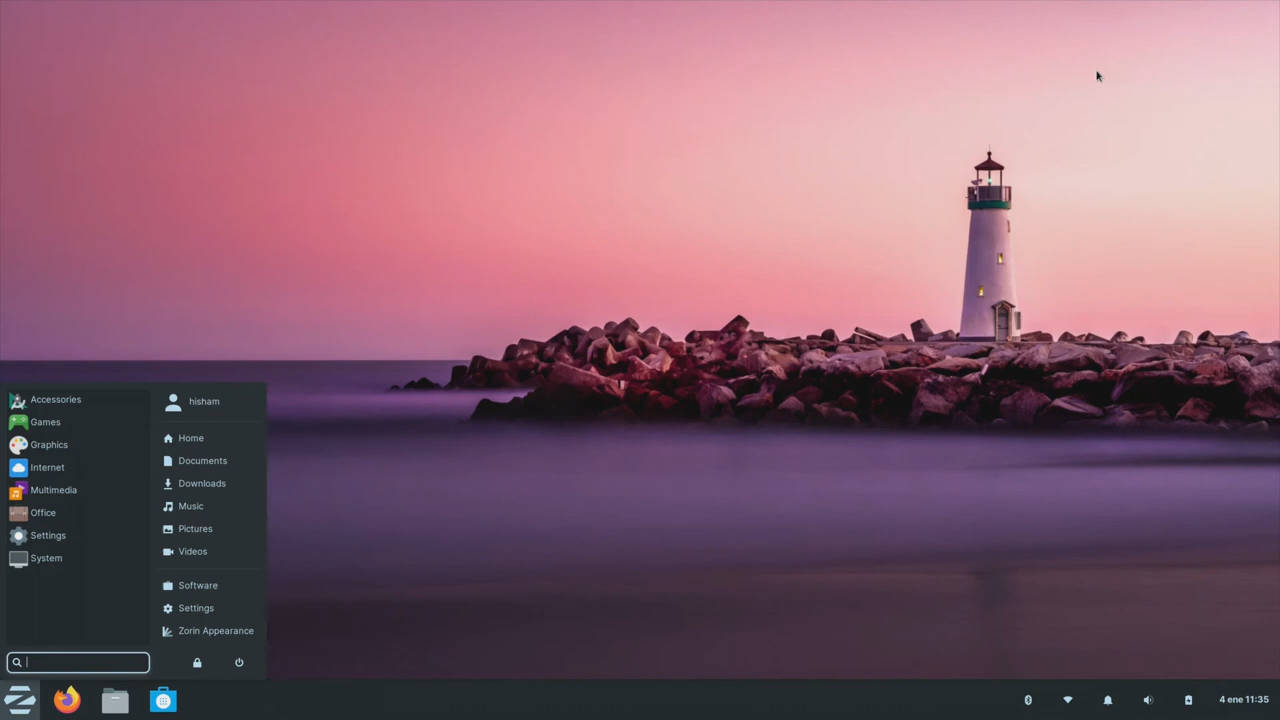 Accessories
Games
Graphics
Internet
Multimedia
Office
Settings
System
hisham
Home
Documents
Downloads
Music
Pictures
Videos
Software
Settings
Zorin Appearance
4 ene 11:35